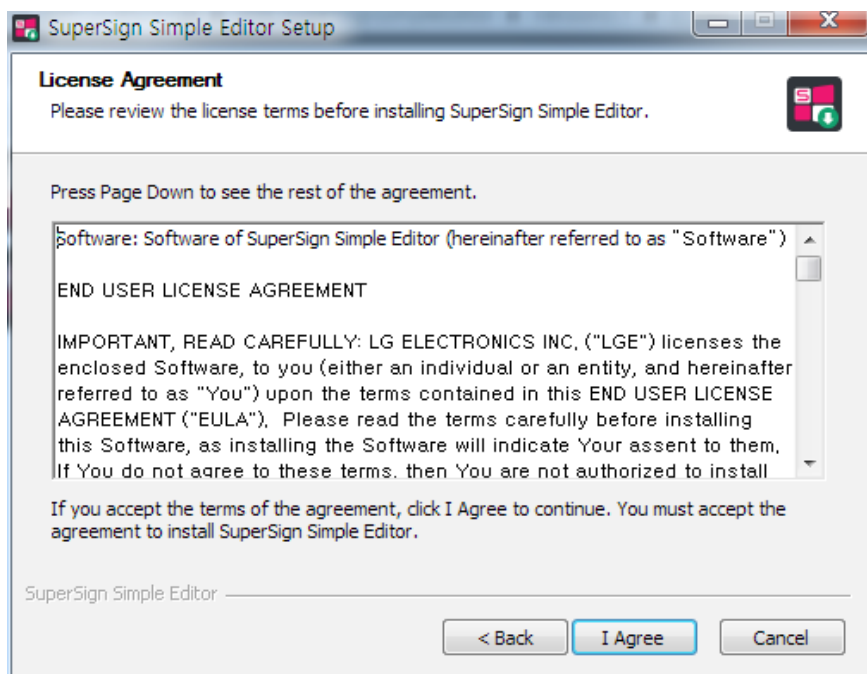 SuperSign Simple Editor Setup
License Agreement
Please review the license terms before installing SuperSign Simple Editor.
S
Press Page Down to see the rest of the agreement.
Software: Software of SuperSign Simple Editor (hereinafter referred to as "Software")
END USER LICENSE AGREEMENT
IMPORTANT, READ CAREFULLY: LG ELECTRONICS INC. ("LGE") licenses the
enclosed Software, to you (either an individual or an entity, and hereinafter
referred to as "You") upon the terms contained in this END USER LICENSE
AGREEMENT ("EULA"). Please read the terms carefully before installing
this Software, as installing the Software will indicate Your assent to them.
If You do not agree to these terms, then You are not authorized to install
If you accept the terms of the agreement, click I Agree to continue. You must accept the
agreement to install SuperSign Simple Editor.
SuperSign Simple Editor
< Back
I Agree
Cancel